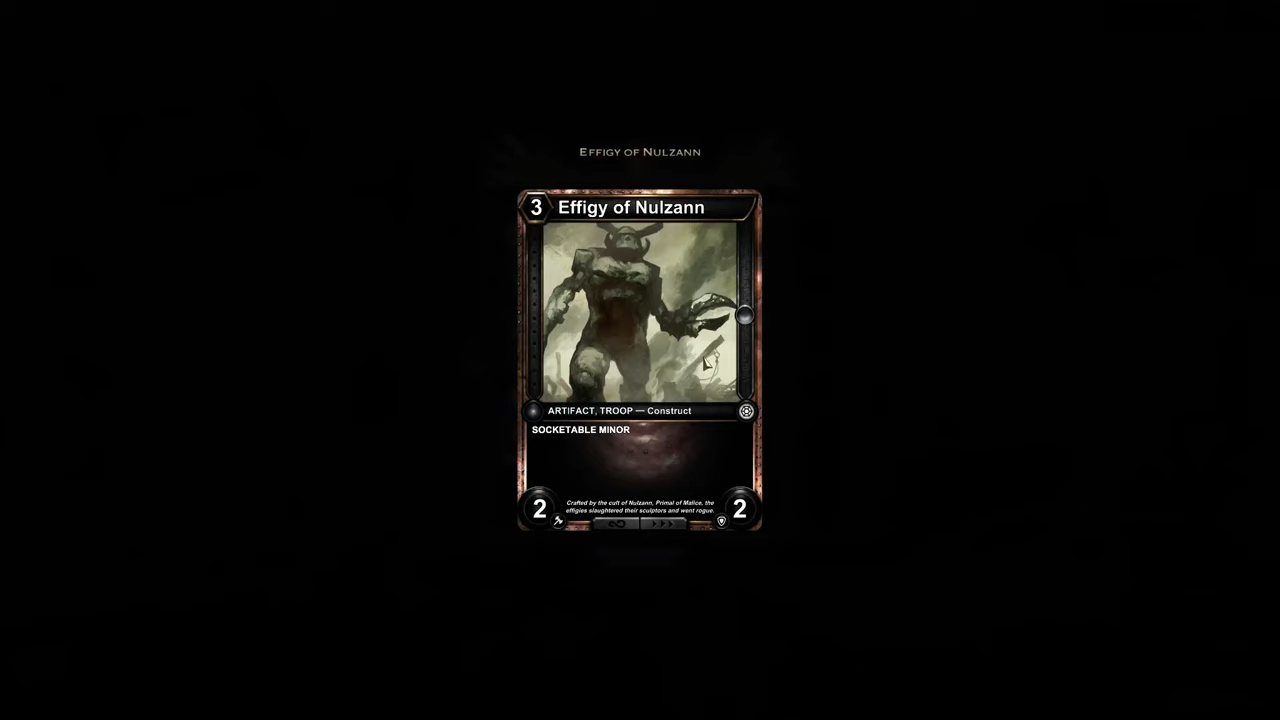 EFFIGY OF NULZANN
3 Effigy of Nulzann
ARTIFACT, TROOP — Construct
SOCKETABLE MINOR
Crafted by the cult of Nulzann, Primal of Malice, the
effigies slaughtered their sculptors and went rogue.
2 2